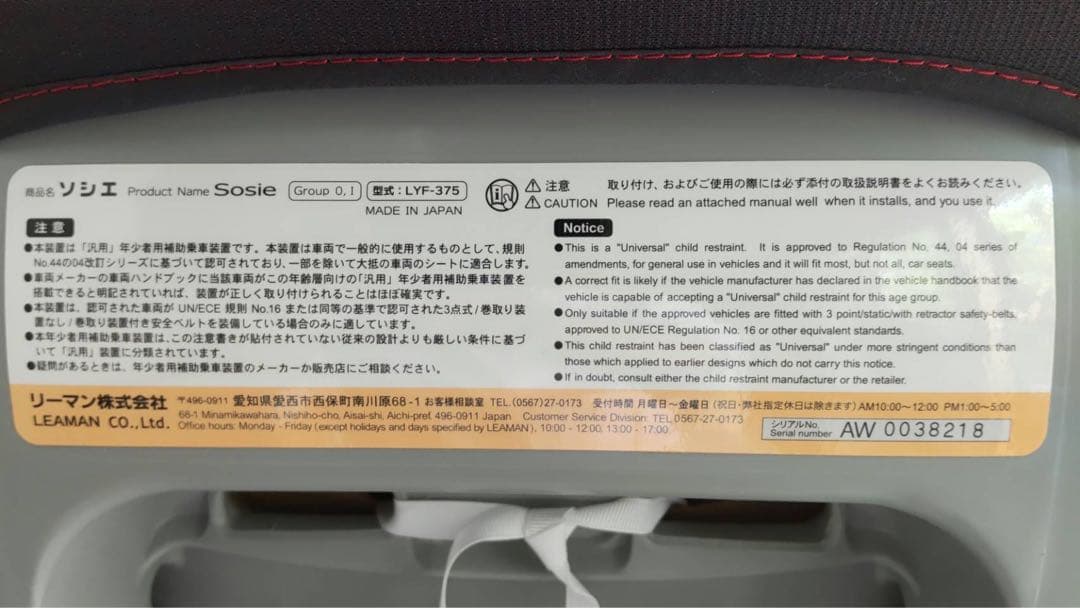 商品名 ソシエ Product Name Sosie Group 0, I 型式：LYF-375
MADE IN JAPAN
注意 取り付け、およびご使用の際には必ず添付の取扱説明書をよくお読みください。
CAUTION Please read an attached manual well when it installs, and you use it.
注意
●本装置は「汎用」年少者用補助乗車装置です。本装置は車両で一般的に使用するものとして、規則
No.44の04改訂シリーズに基づいて認可されており、一部を除いて大抵の車両のシートに適合します。
●車両メーカーの車両ハンドブックに当該車両がこの年齢層向けの「汎用」年少者用補助乗車装置を
搭載できると明記されていれば、装置が正しく取り付けられることはほぼ確実です。
●本装置は、認可された車両が UN/ECE 規則 No.16 または同等の基準で認可された3点式/巻取り装
置なし/巻取り装置付き安全ベルトを装備している場合のみに適しています。
●本年少者用補助乗車装置は、この注意書きが貼付されていない従来の設計よりも厳しい条件に基づ
いて「汎用」装置に分類されています。
●疑問があるときは、年少者用補助乗車装置のメーカーか販売店にご相談ください。
Notice
●This is a "Universal" child restraint. It is approved to Regulation No. 44, 04 series of
amendments, for general use in vehicles and it will fit most, but not all, car seats.
●A correct fit is likely if the vehicle manufacturer has declared in the vehicle handbook that the
vehicle is capable of accepting a "Universal" child restraint for this age group.
●Only suitable if the approved vehicles are fitted with 3 point/static/with retractor safety-belts,
approved to UN/ECE Regulation No. 16 or other equivalent standards.
●This child restraint has been classified as "Universal" under more stringent conditions than
those which applied to earlier designs which do not carry this notice.
●If in doubt, consult either the child restraint manufacturer or the retailer.
リーマン株式会社 〒496-0911 愛知県愛西市西保町南川原68-1 お客様相談室 TEL.(0567)27-0173 受付時間 月曜日〜金曜日 (祝日・弊社指定休日は除きます) AM10:00〜12:00 PM1:00〜5:00
LEAMAN CO.,Ltd. 68-1 Minamikawahara, Nishiho-cho, Aisai-shi, Aichi-pref. 496-0911 Japan Customer Service Division: TEL.0567-27-0173
Office hours: Monday - Friday (except holidays and days specified by LEAMAN), 10:00 - 12:00, 13:00 - 17:00.
シリアルNo.
Serial number AW 0038218